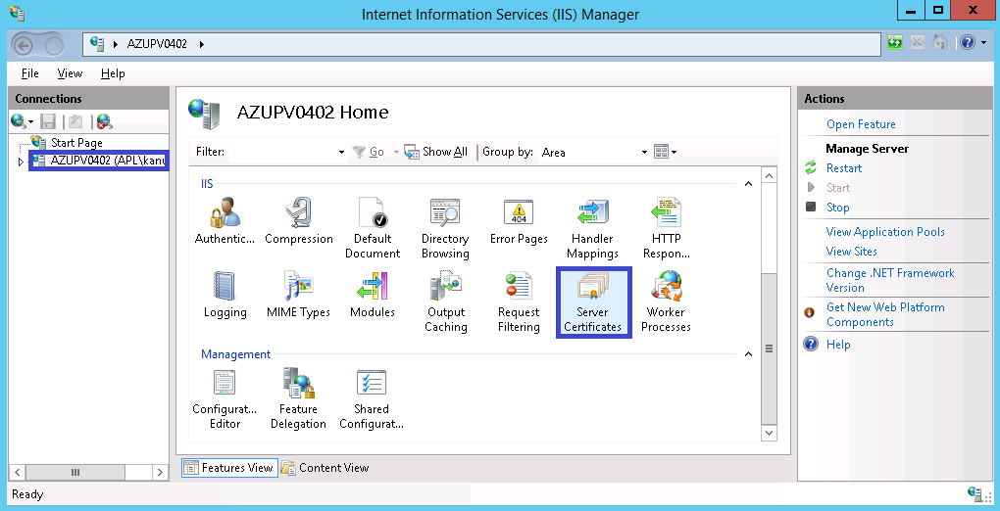 Internet Information Services (IIS) Manager
AZUPV0402
File View Help
Connections
Start Page
AZUPV0402 (APL\kanu
AZUPV0402 Home
Filter: Go Show All Group by: Area
IIS
Authentic... Compression Default Document Directory Browsing Error Pages 404 Handler Mappings HTTP Respon...
Logging MIME Types Modules Output Caching Request Filtering Server Certificates Worker Processes
Management
Configurat... Editor Feature Delegation Shared Configurat...
Features View Content View
Actions
Open Feature
Manage Server
Restart
Start
Stop
View Application Pools
View Sites
Change .NET Framework
Version
Get New Web Platform
Components
Help
Ready